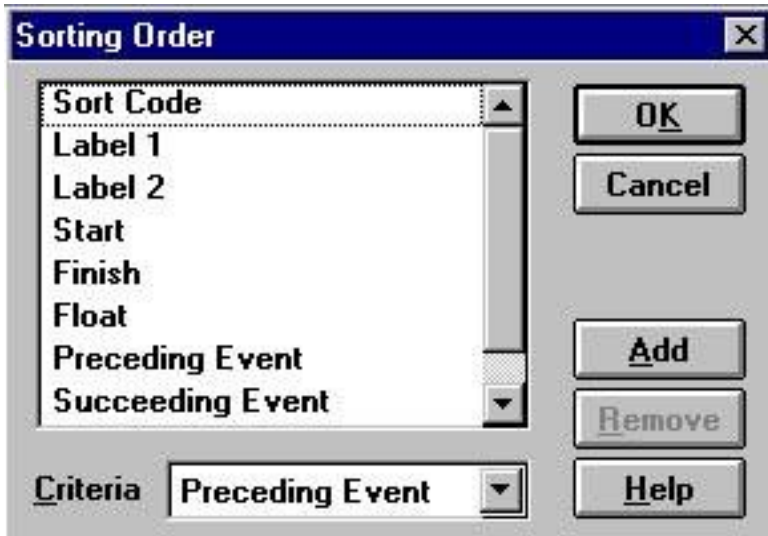 Sorting Order
Sort Code
Label 1
Label 2
Start
Finish
Float
Preceding Event
Succeeding Event
OK
Cancel
Add
Remove
Help
Criteria
Preceding Event